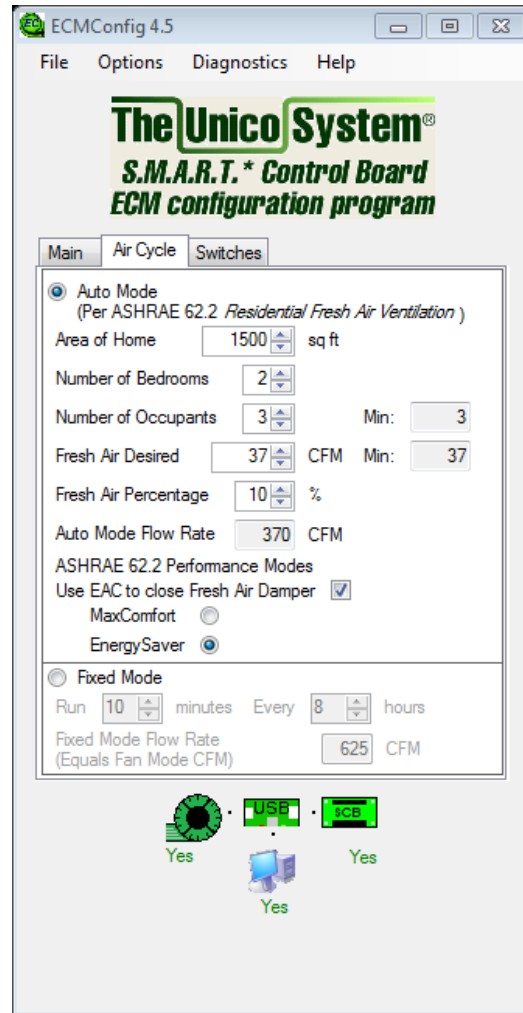 ECMConfig 4.5
File Options Diagnostics Help
The Unico System®
S.M.A.R.T.* Control Board
ECM configuration program
Main Air Cycle Switches
Auto Mode
(Per ASHRAE 62.2 Residential Fresh Air Ventilation )
Area of Home 1500 sq ft
Number of Bedrooms 2
Number of Occupants 3 Min: 3
Fresh Air Desired 37 CFM Min: 37
Fresh Air Percentage 10 %
Auto Mode Flow Rate 370 CFM
ASHRAE 62.2 Performance Modes
Use EAC to close Fresh Air Damper
MaxComfort
EnergySaver
Fixed Mode
Run 10 minutes Every 8 hours
Fixed Mode Flow Rate 625 CFM
(Equals Fan Mode CFM)
USB SCB
Yes Yes
Yes